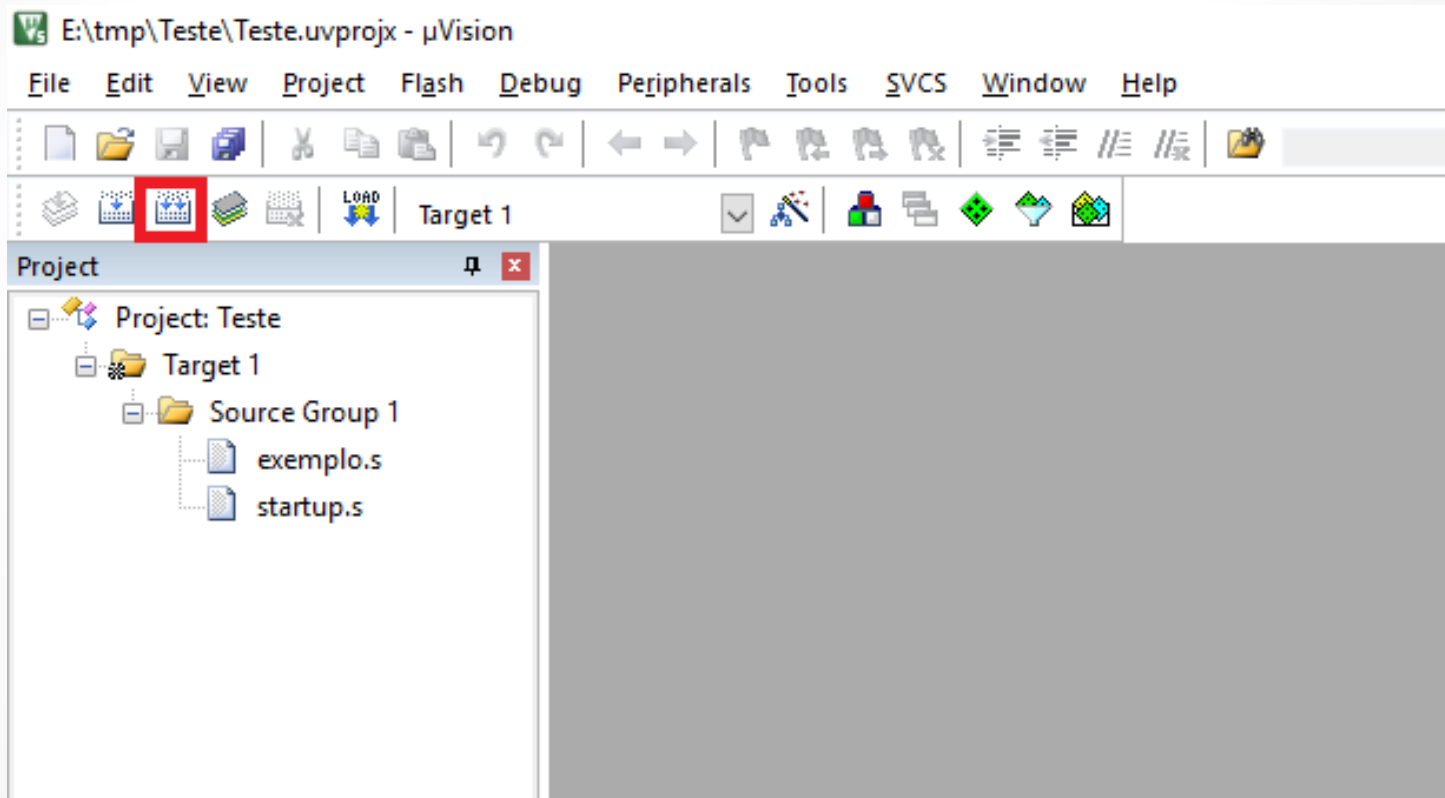 E:\tmp\Teste\Teste.uvprojx - µVision
File Edit View Project Flash Debug Peripherals Tools SVCS Window Help
LOAD Target 1
Project
Project: Teste
Target 1
Source Group 1
exemplo.s
startup.s